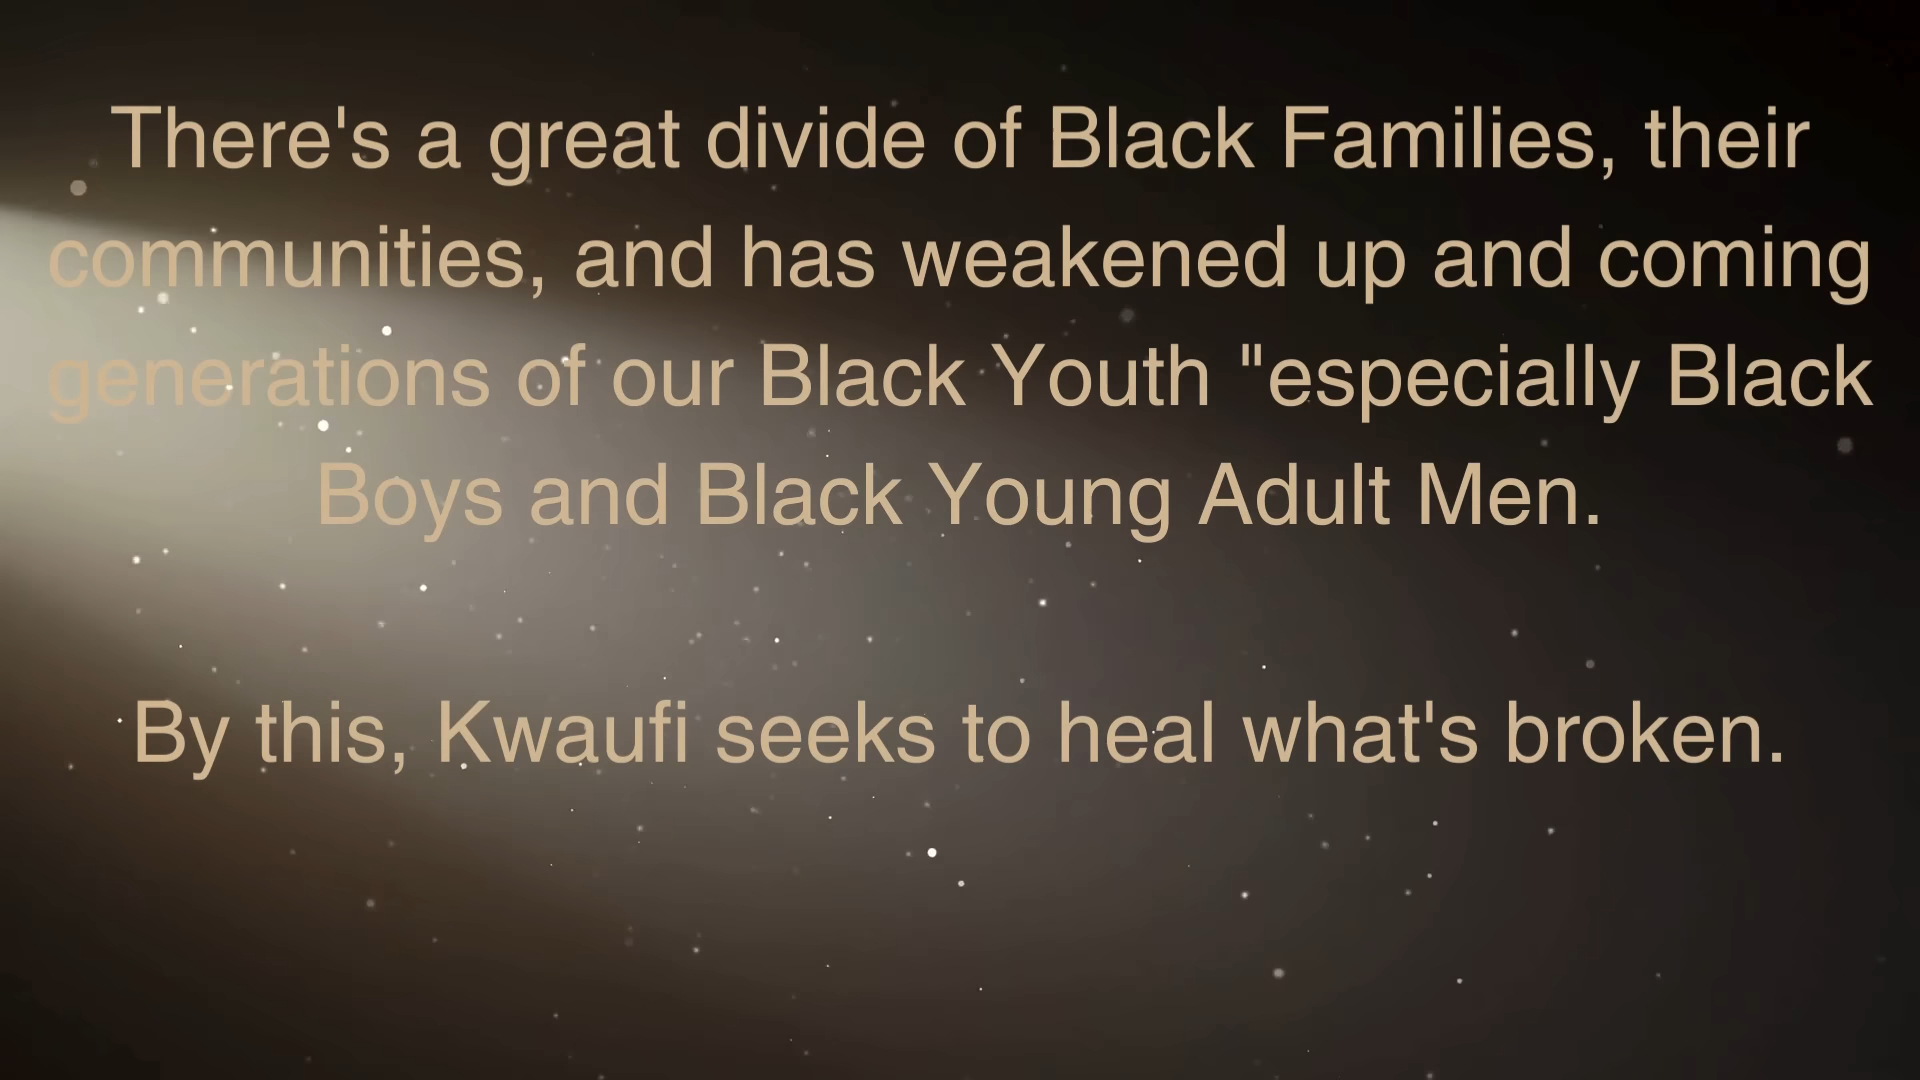 There's a great divide of Black Families, their
communities, and has weakened up and coming
generations of our Black Youth "especially Black
Boys and Black Young Adult Men.
By this, Kwaufi seeks to heal what's broken.